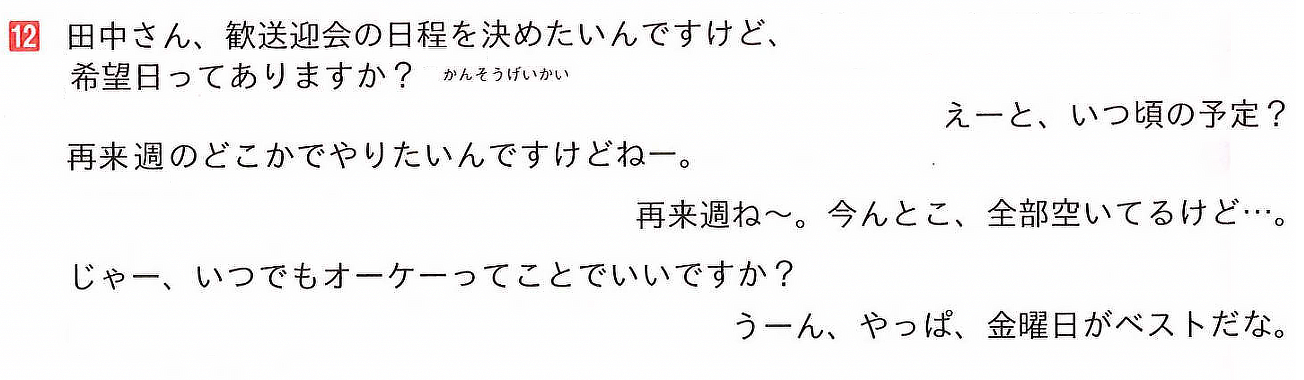 12 田中さん、歓送迎会の日程を決めたいんですけど、
希望日ってありますか？ かんそうげいかい
えーと、いつ頃の予定？
再来週のどこかでやりたいんですけどねー。
再来週ね～。今んとこ、全部空いてるけど…。
じゃー、いつでもオーケーってことでいいですか？
うーん、やっぱ、金曜日がベストだな。